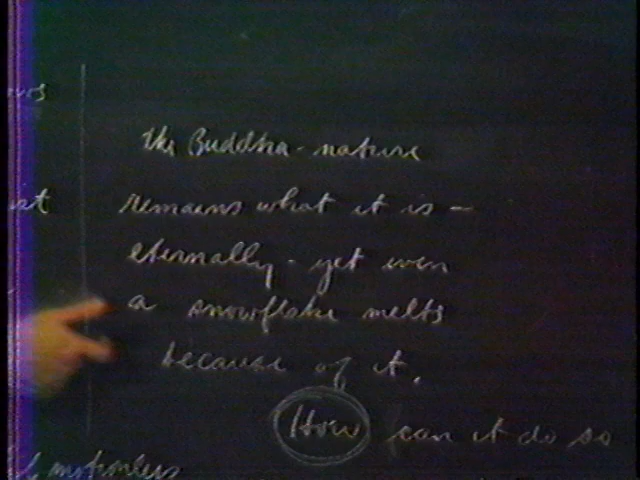 the Buddha-nature
remains what it is —
eternally - yet even
a snowflake melts
because of it.
How can it do so
motionless